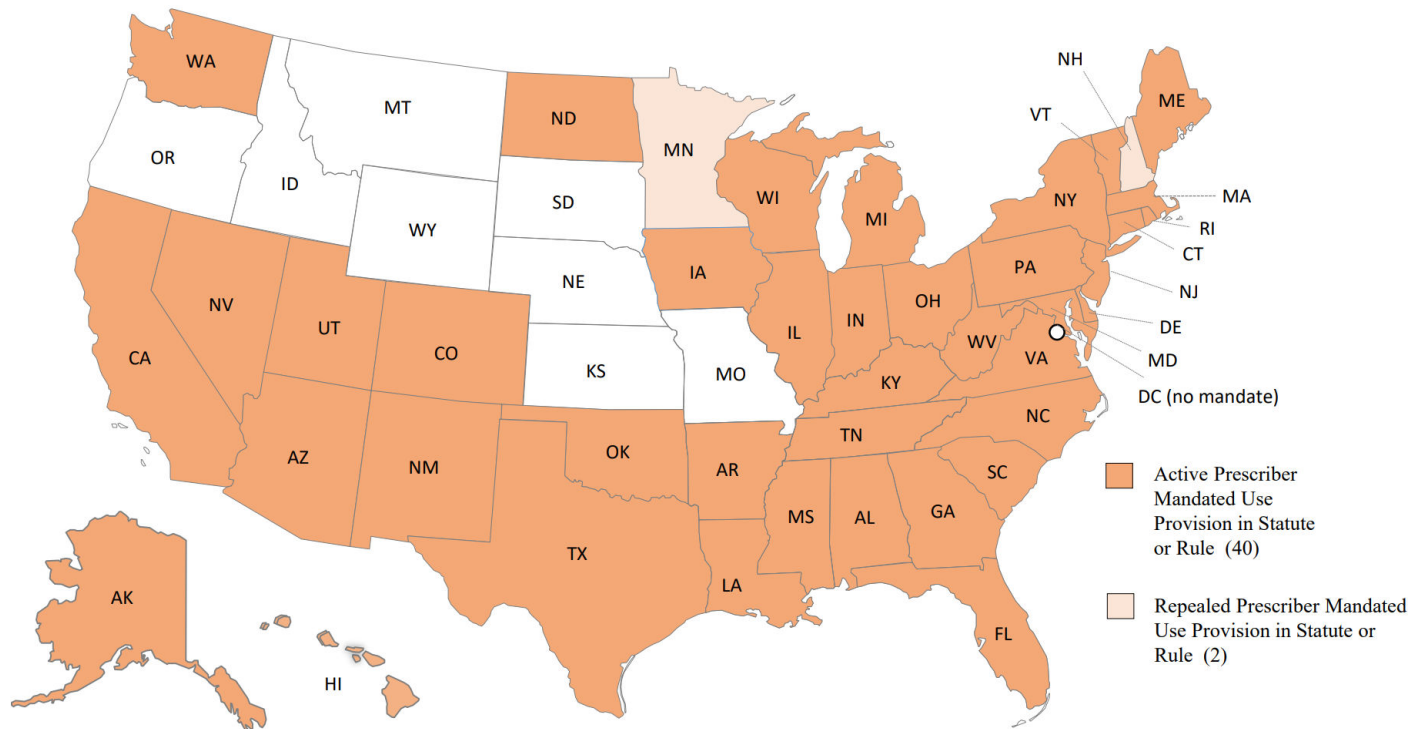 WA
MT
ND
MN
OR
ID
SD
WY
WI
MI
NH
VT
ME
NY
MA
RI
CT
NJ
DE
MD
DC (no mandate)
PA
IA
NE
NV
UT
CA
CO
KS
MO
IL
IN
OH
WV
VA
KY
NC
TN
SC
AZ
NM
OK
AR
MS
AL
GA
TX
LA
FL
AK
HI
Active Prescriber
Mandated Use
Provision in Statute
or Rule (40)
Repealed Prescriber Mandated
Use Provision in Statute or
Rule (2)